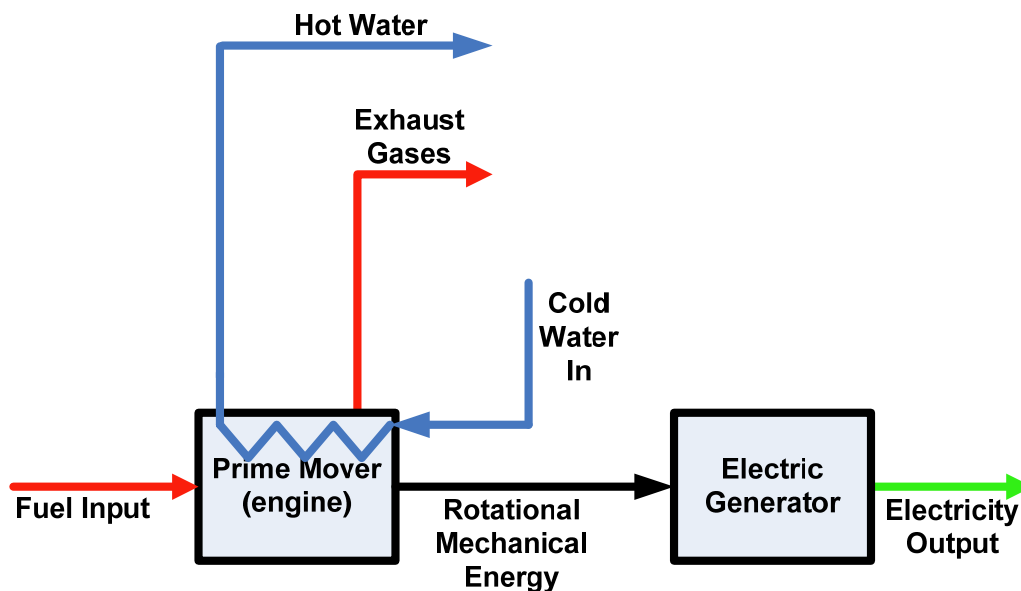 Hot Water
Exhaust
Gases
Cold
Water
In
Prime Mover
(engine)
Electric
Generator
Fuel Input
Rotational
Mechanical
Energy
Electricity
Output